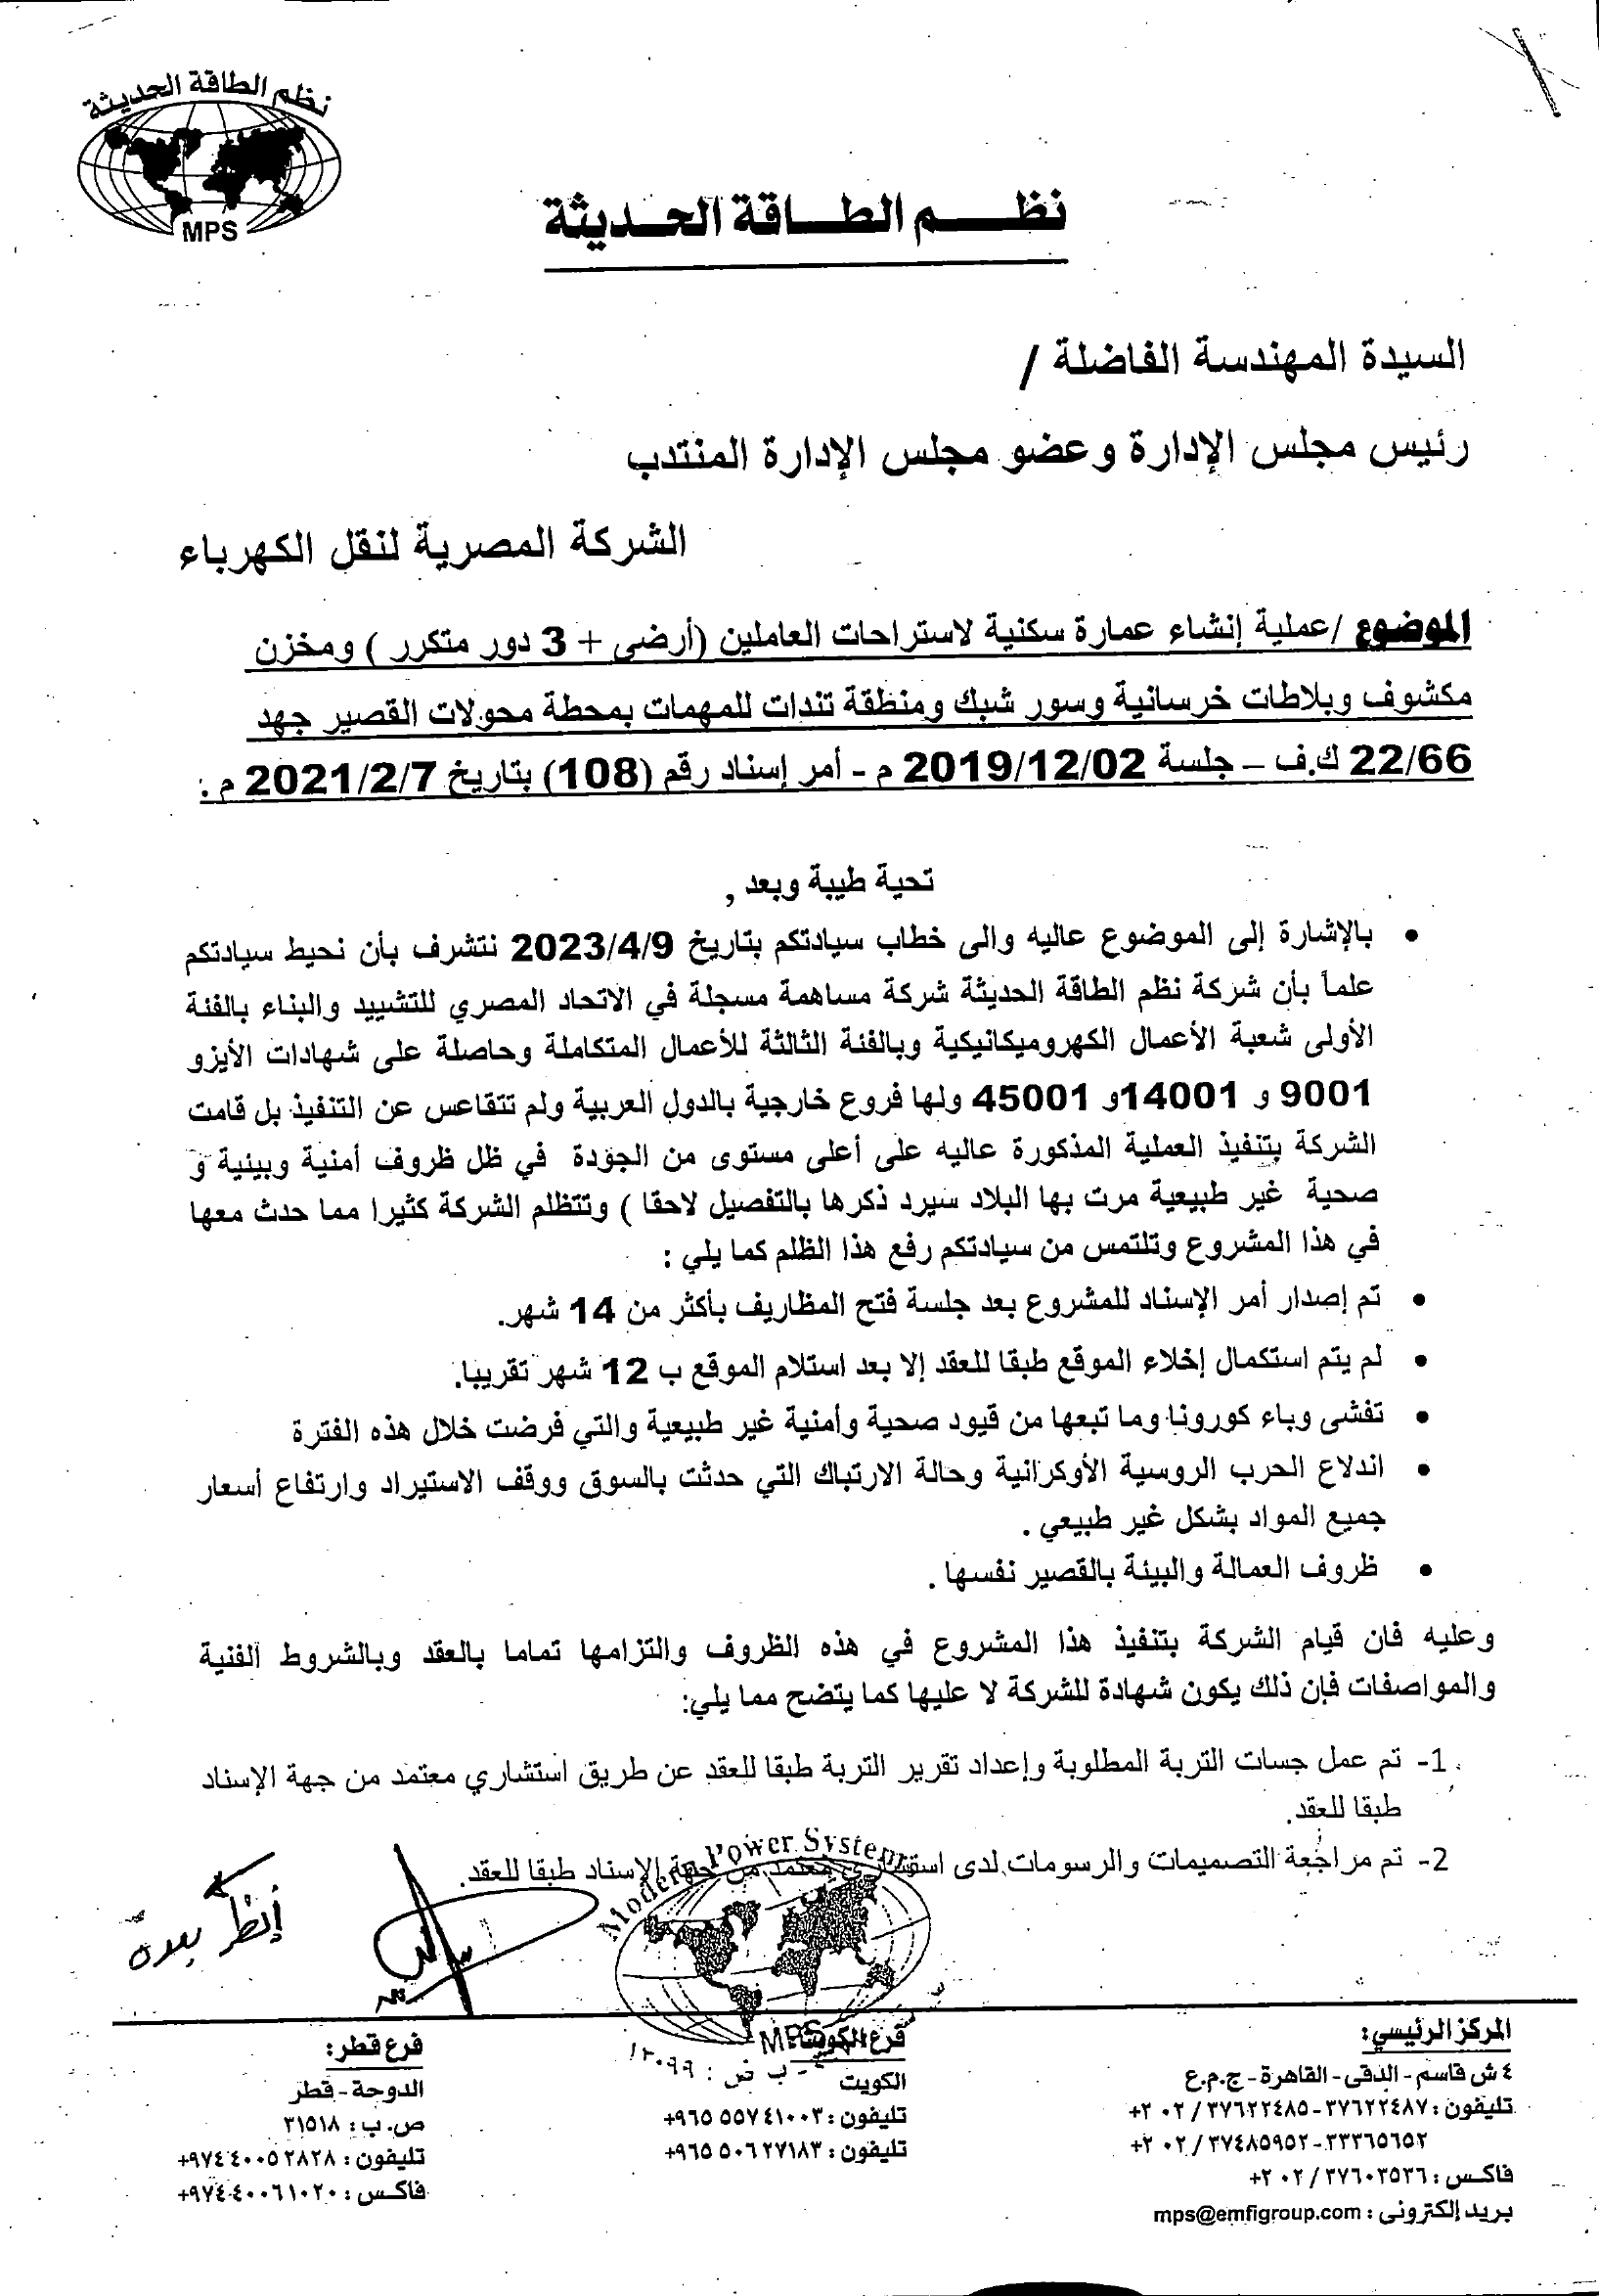 نظم الطاقة الحديثة
MPS
نظـــم الطـــاقة الحـــديثة
السيدة المهندسة الفاضلة /
رئيس مجلس الإدارة وعضو مجلس الإدارة المنتدب
الشركة المصرية لنقل الكهرباء
الموضوع /عملية إنشاء عمارة سكنية لاستراحات العاملين (أرضى + 3 دور متكرر ) ومخزن
مكشوف وبلاطات خرسانية وسور شبك ومنطقة تندات للمهمات بمحطة محولات القصير جهد
22/66 ك.ف – جلسة 2019/12/02 م - أمر إسناد رقم (108) بتاريخ 2021/2/7 م :
تحية طيبة وبعد ,
• بالإشارة إلى الموضوع عاليه والى خطاب سيادتكم بتاريخ 2023/4/9 نتشرف بأن نحيط سيادتكم
علماً بأن شركة نظم الطاقة الحديثة شركة مساهمة مسجلة في الاتحاد المصري للتشييد والبناء بالفئة
الأولى شعبة الأعمال الكهروميكانيكية وبالفئة الثالثة للأعمال المتكاملة وحاصلة على شهادات الأيزو
9001 و 14001و 45001 ولها فروع خارجية بالدول العربية ولم تتقاعس عن التنفيذ بل قامت
الشركة بتنفيذ العملية المذكورة عاليه على أعلى مستوى من الجودة في ظل ظروف أمنية وبيئية و
صحية غير طبيعية مرت بها البلاد سيرد ذكرها بالتفصيل لاحقا ) وتتظلم الشركة كثيرا مما حدث معها
في هذا المشروع وتلتمس من سيادتكم رفع هذا الظلم كما يلي :
• تم إصدار أمر الإسناد للمشروع بعد جلسة فتح المظاريف بأكثر من 14 شهر.
• لم يتم استكمال إخلاء الموقع طبقا للعقد إلا بعد استلام الموقع ب 12 شهر تقريبا.
• تفشى وباء كورونا وما تبعها من قيود صحية وأمنية غير طبيعية والتي فرضت خلال هذه الفترة
• اندلاع الحرب الروسية الأوكرانية وحالة الارتباك التي حدثت بالسوق ووقف الاستيراد وارتفاع أسعار
جميع المواد بشكل غير طبيعي .
• ظروف العمالة والبيئة بالقصير نفسها .
وعليه فان قيام الشركة بتنفيذ هذا المشروع في هذه الظروف والتزامها تماما بالعقد وبالشروط الفنية
والمواصفات فإن ذلك يكون شهادة للشركة لا عليها كما يتضح مما يلي:
1- تم عمل جسات التربة المطلوبة وإعداد تقرير التربة طبقا للعقد عن طريق استشاري معتمد من جهة الإسناد
طبقا للعقد.
2- تم مراجعة التصميمات والرسومات لدى استشاري معتمد من جهة الإسناد طبقا للعقد.
Modern Power Systems
MPS
أنظر بعده
المركز الرئيسي:
٤ ش قاسم - الدقى - القاهرة - ج.م.ع
تليفون : ٣٧٦٢٢٤٨٧-٣٧٦٢٢٤٨٥ / ٠٢ ٢+
٣٣٣٦٥٦٥٢-٣٧٤٨٥٩٥٢ / ٠٢ ٢+
فاكس : ٣٧٦٠٣٥٣٦ / ٠٢ ٢+
بريد إلكترونى : mps@emfigroup.com
فرع الكويت:
الكويت
تليفون : ٥٥٧٤١٠٠٣ ٩٦٥+
تليفون : ٥٠٦٢٧١٨٣ ٩٦٥+
فرع قطر:
الدوحة - قطر
ص. ب : ٣١٥١٨
تليفون : ٤٤٠٠٥٢٨٢٨ ٩٧٤+
فاكس : ٤٤٠٠٦١٠٢٠ ٩٧٤+